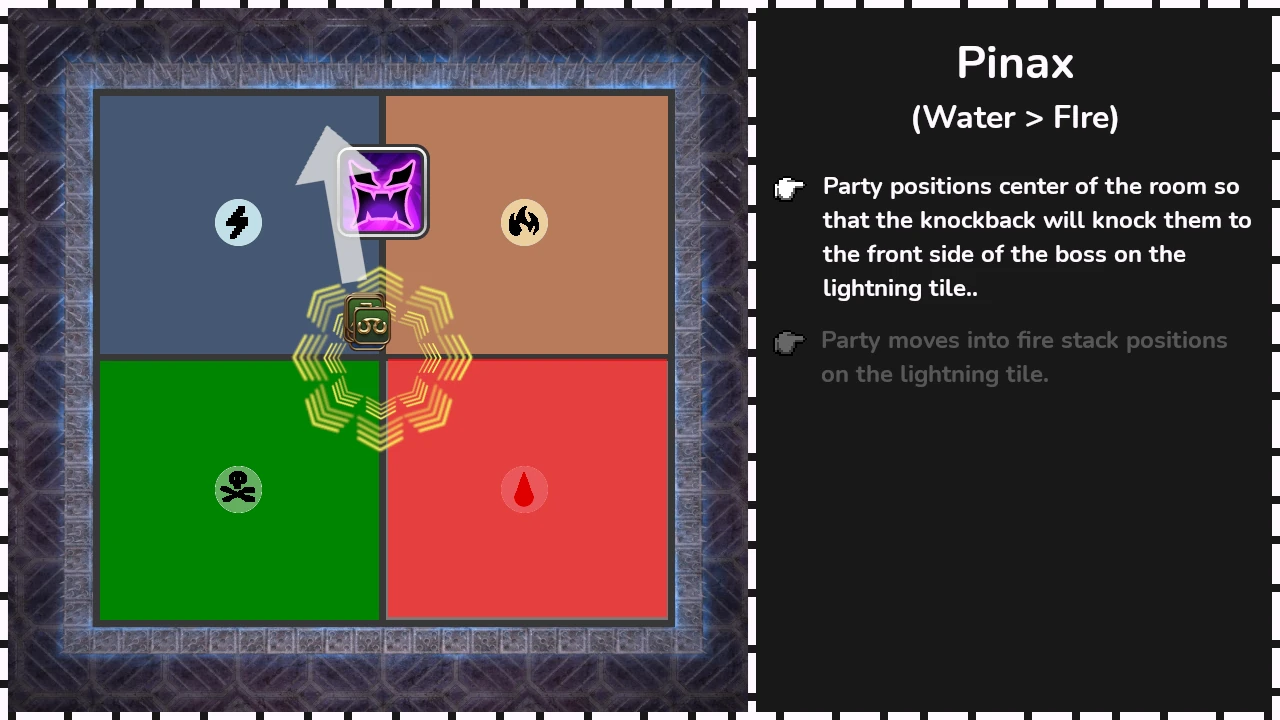 Pinax
(Water > FIre)
Party positions center of the room so
that the knockback will knock them to
the front side of the boss on the
lightning tile..
Party moves into fire stack positions
on the lightning tile.